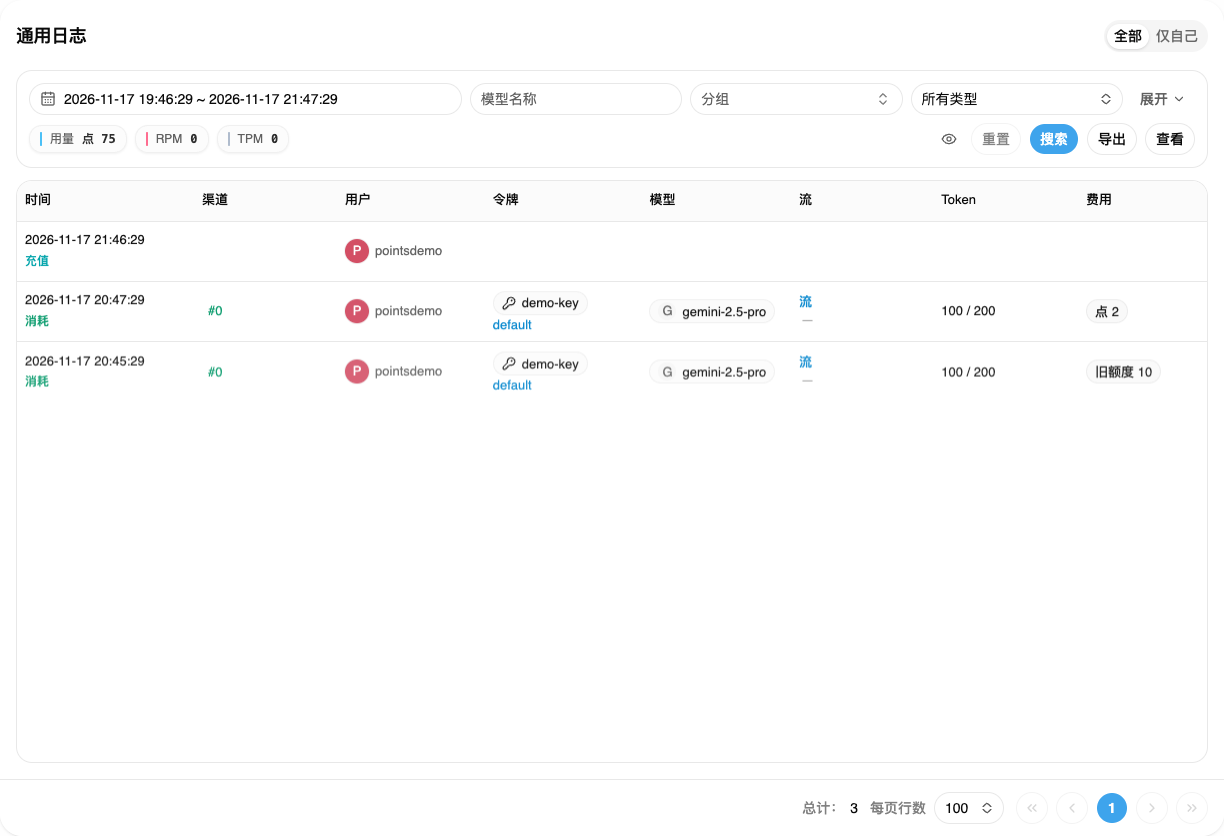 通用日志
全部 仅自己
2026-11-17 19:46:29 ~ 2026-11-17 21:47:29 模型名称 分组 所有类型 展开
用量 点 75 RPM 0 TPM 0 重置 搜索 导出 查看
时间 渠道 用户 令牌 模型 流 Token 费用
2026-11-17 21:46:29
充值
P pointsdemo
2026-11-17 20:47:29
消耗
#0
P pointsdemo
demo-key
default
G gemini-2.5-pro
流
—
100 / 200
点 2
2026-11-17 20:45:29
消耗
#0
P pointsdemo
demo-key
default
G gemini-2.5-pro
流
—
100 / 200
旧额度 10
总计： 3 每页行数 100 « ‹ 1 › »